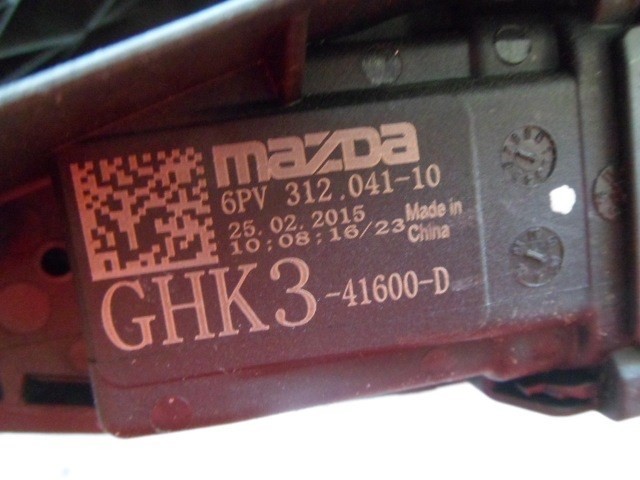 mazda
6PV 312.041-10
25.02.2015
10:08:16/23
Made in
China
GHK3-41600-D